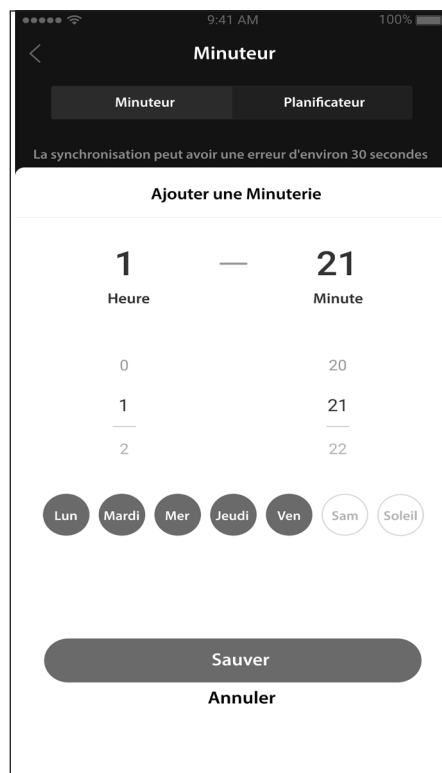 9:41 AM 100%
Minuteur
Minuteur Planificateur
La synchronisation peut avoir une erreur d'environ 30 secondes
Ajouter une Minuterie
1 — 21
Heure Minute
0 20
1 21
2 22
Lun Mardi Mer Jeudi Ven Sam Soleil
Sauver
Annuler